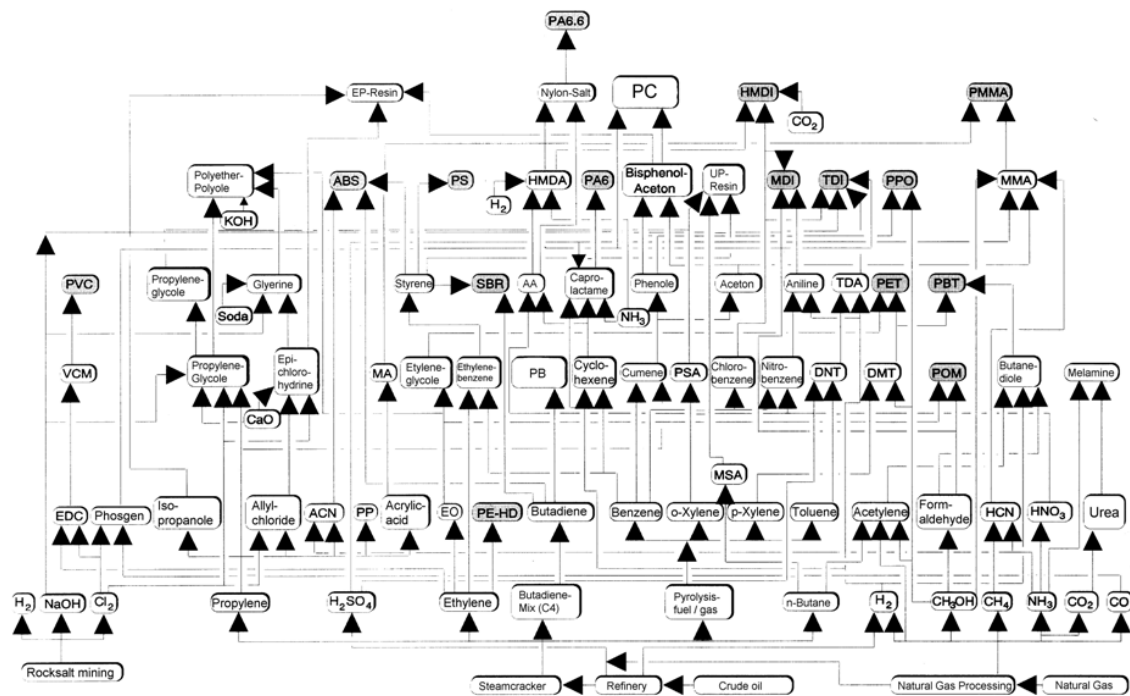 PA6.6
EP-Resin
Nylon-Salt
PC
HMDI
PMMA
CO2
Polyether-
Polyole
ABS
PS
HMDA
PA6
Bisphenol-
Aceton
UP-
Resin
MDI
TDI
PPO
MMA
H2
KOH
PVC
Propylene-
glycole
Glyerine
Styrene
SBR
AA
Capro-
lactame
Phenole
Aceton
Aniline
TDA
PET
PBT
Soda
NH3
VCM
Propylene-
Glycole
Epi-
chloro-
hydrine
MA
Etylene-
glycole
Ethylene-
benzene
PB
Cyclo-
hexene
Cumene
PSA
Chloro-
benzene
Nitro-
benzene
DNT
DMT
POM
Butane-
diole
Melamine
CaO
MSA
EDC
Phosgen
Iso-
propanole
Allyl-
chloride
ACN
PP
Acrylic-
acid
EO
PE-HD
Butadiene
Benzene
o-Xylene
p-Xylene
Toluene
Acetylene
Form-
aldehyde
HCN
HNO3
Urea
H2
NaOH
Cl2
Propylene
H2SO4
Ethylene
Butadiene-
Mix (C4)
Pyrolysis-
fuel / gas
n-Butane
H2
CH3OH
CH4
NH3
CO2
CO
Rocksalt mining
Steamcracker
Refinery
Crude oil
Natural Gas Processing
Natural Gas